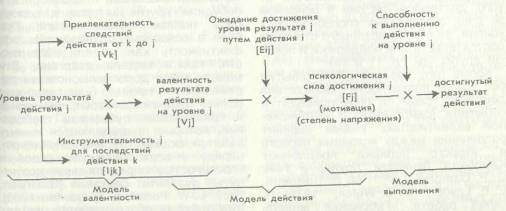 Привлекательность
следствий
действия от k до j
[Vk]
Ожидание достижения
уровня результата j
путем действия i
[Eij]
Способность
к выполнению
действия
на уровне j
Уровень результата
действия j
валентность
результата
действия
на уровне j
[Vj]
психологическая
сила достижения j
[Fj]
(мотивация)
(степень напряжения)
достигнутый
результат
действия
Инструментальность j
для последствий
действия k
[Ijk]
Модель
валентности
Модель действия
Модель
выполнения